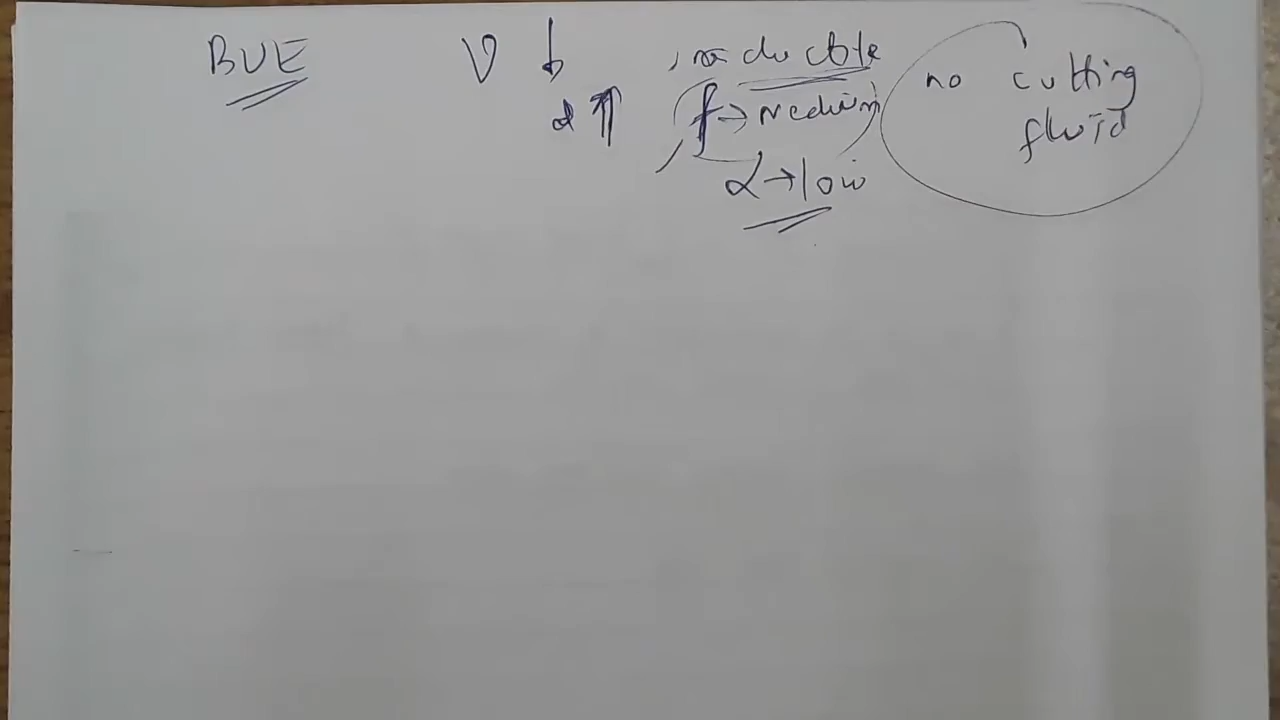 BUE V ↓ , ductile no cutting
d ↑ f → medium fluid
α → low